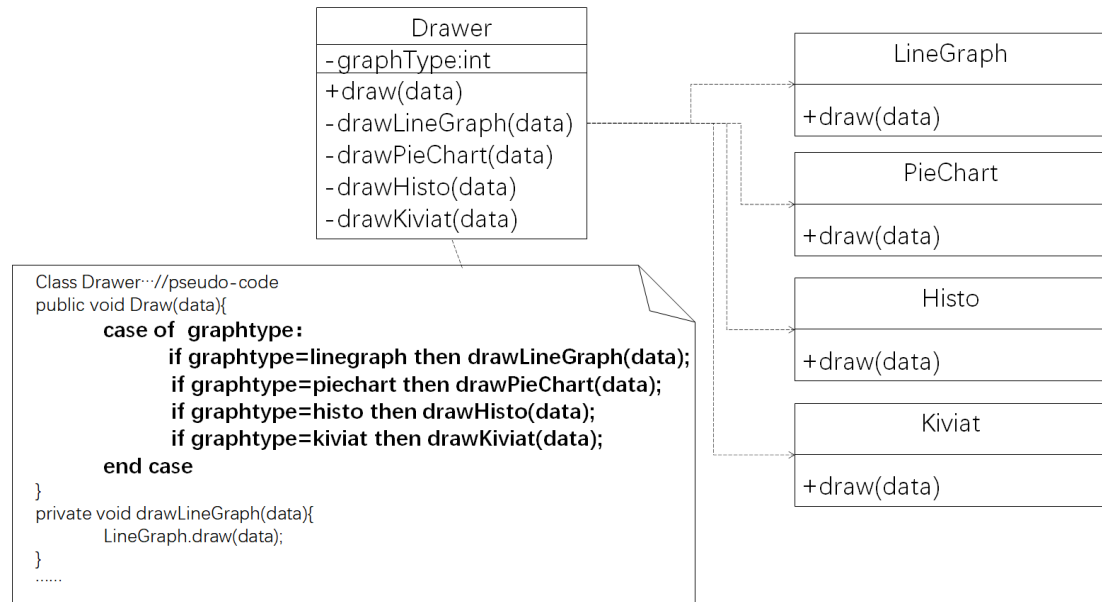 Drawer
-graphType:int
+draw(data)
-drawLineGraph(data)
-drawPieChart(data)
-drawHisto(data)
-drawKiviat(data)
LineGraph
+draw(data)
PieChart
+draw(data)
Histo
+draw(data)
Kiviat
+draw(data)
Class Drawer…//pseudo-code
public void Draw(data){
case of graphtype：
if graphtype=linegraph then drawLineGraph(data);
if graphtype=piechart then drawPieChart(data);
if graphtype=histo then drawHisto(data);
if graphtype=kiviat then drawKiviat(data);
end case
}
private void drawLineGraph(data){
LineGraph.draw(data);
}
……